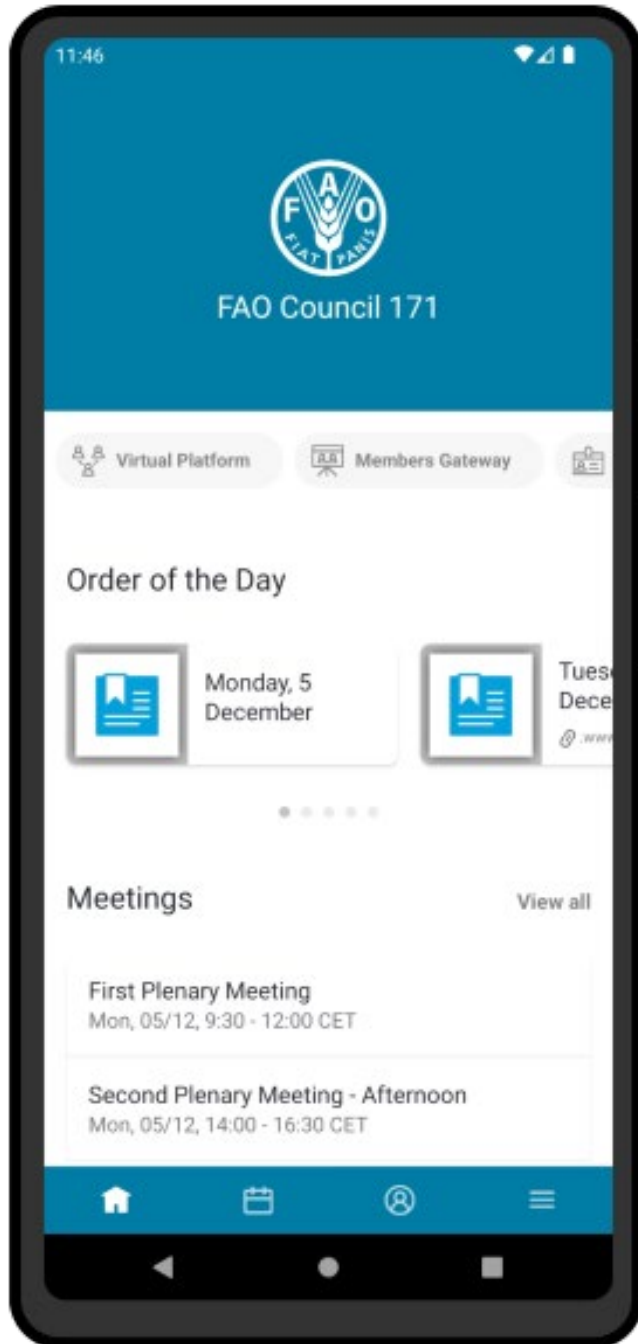 11:46
F A O
FIAT PANIS
FAO Council 171
Virtual Platform
Members Gateway
Order of the Day
Monday, 5
December
Tues
Dece
Meetings
View all
First Plenary Meeting
Mon, 05/12, 9:30 - 12:00 CET
Second Plenary Meeting - Afternoon
Mon, 05/12, 14:00 - 16:30 CET